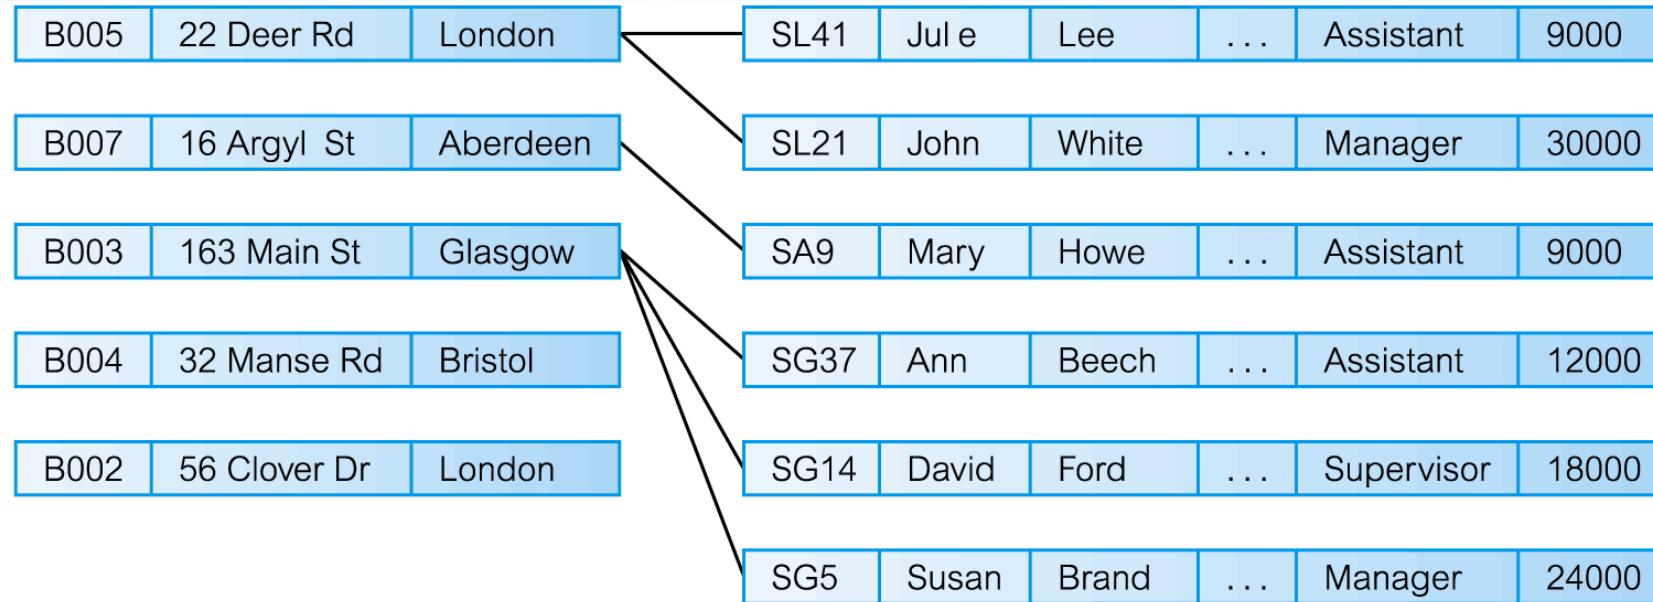 B005 22 Deer Rd London SL41 Jul e Lee ... Assistant 9000
B007 16 Argyl St Aberdeen SL21 John White ... Manager 30000
B003 163 Main St Glasgow SA9 Mary Howe ... Assistant 9000
B004 32 Manse Rd Bristol SG37 Ann Beech ... Assistant 12000
B002 56 Clover Dr London SG14 David Ford ... Supervisor 18000
SG5 Susan Brand ... Manager 24000